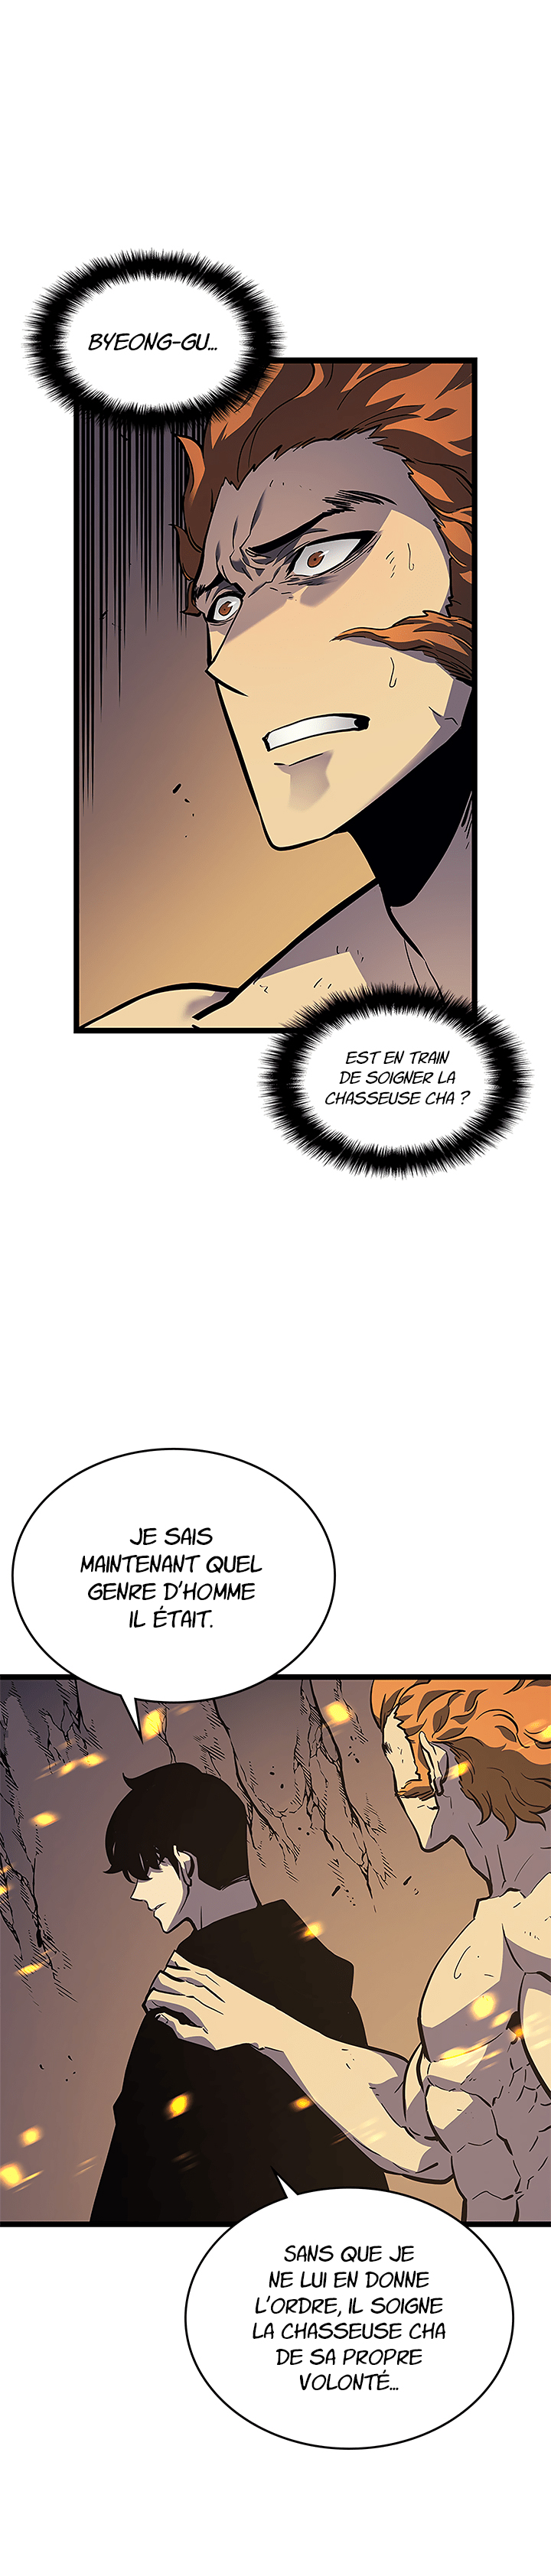 BYEONG-GU...
EST EN TRAIN
DE SOIGNER LA
CHASSEUSE CHA ?
JE SAIS
MAINTENANT QUEL
GENRE D'HOMME
IL ÉTAIT.
SANS QUE JE
NE LUI EN DONNE
L'ORDRE, IL SOIGNE
LA CHASSEUSE CHA
DE SA PROPRE
VOLONTÉ...